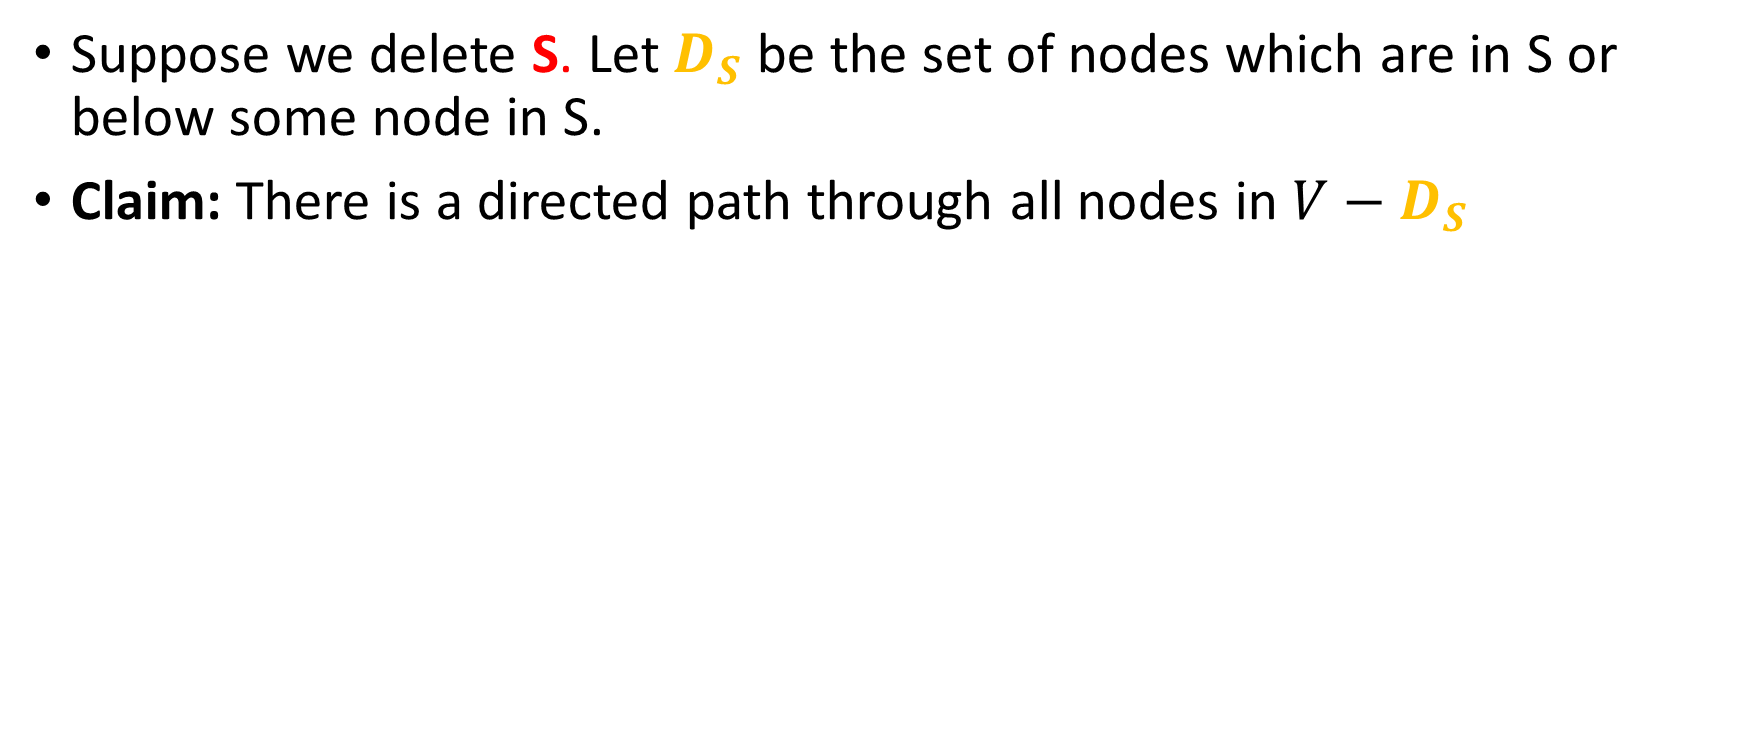 • Suppose we delete S. Let D_S be the set of nodes which are in S or
below some node in S.
• Claim: There is a directed path through all nodes in V − D_S